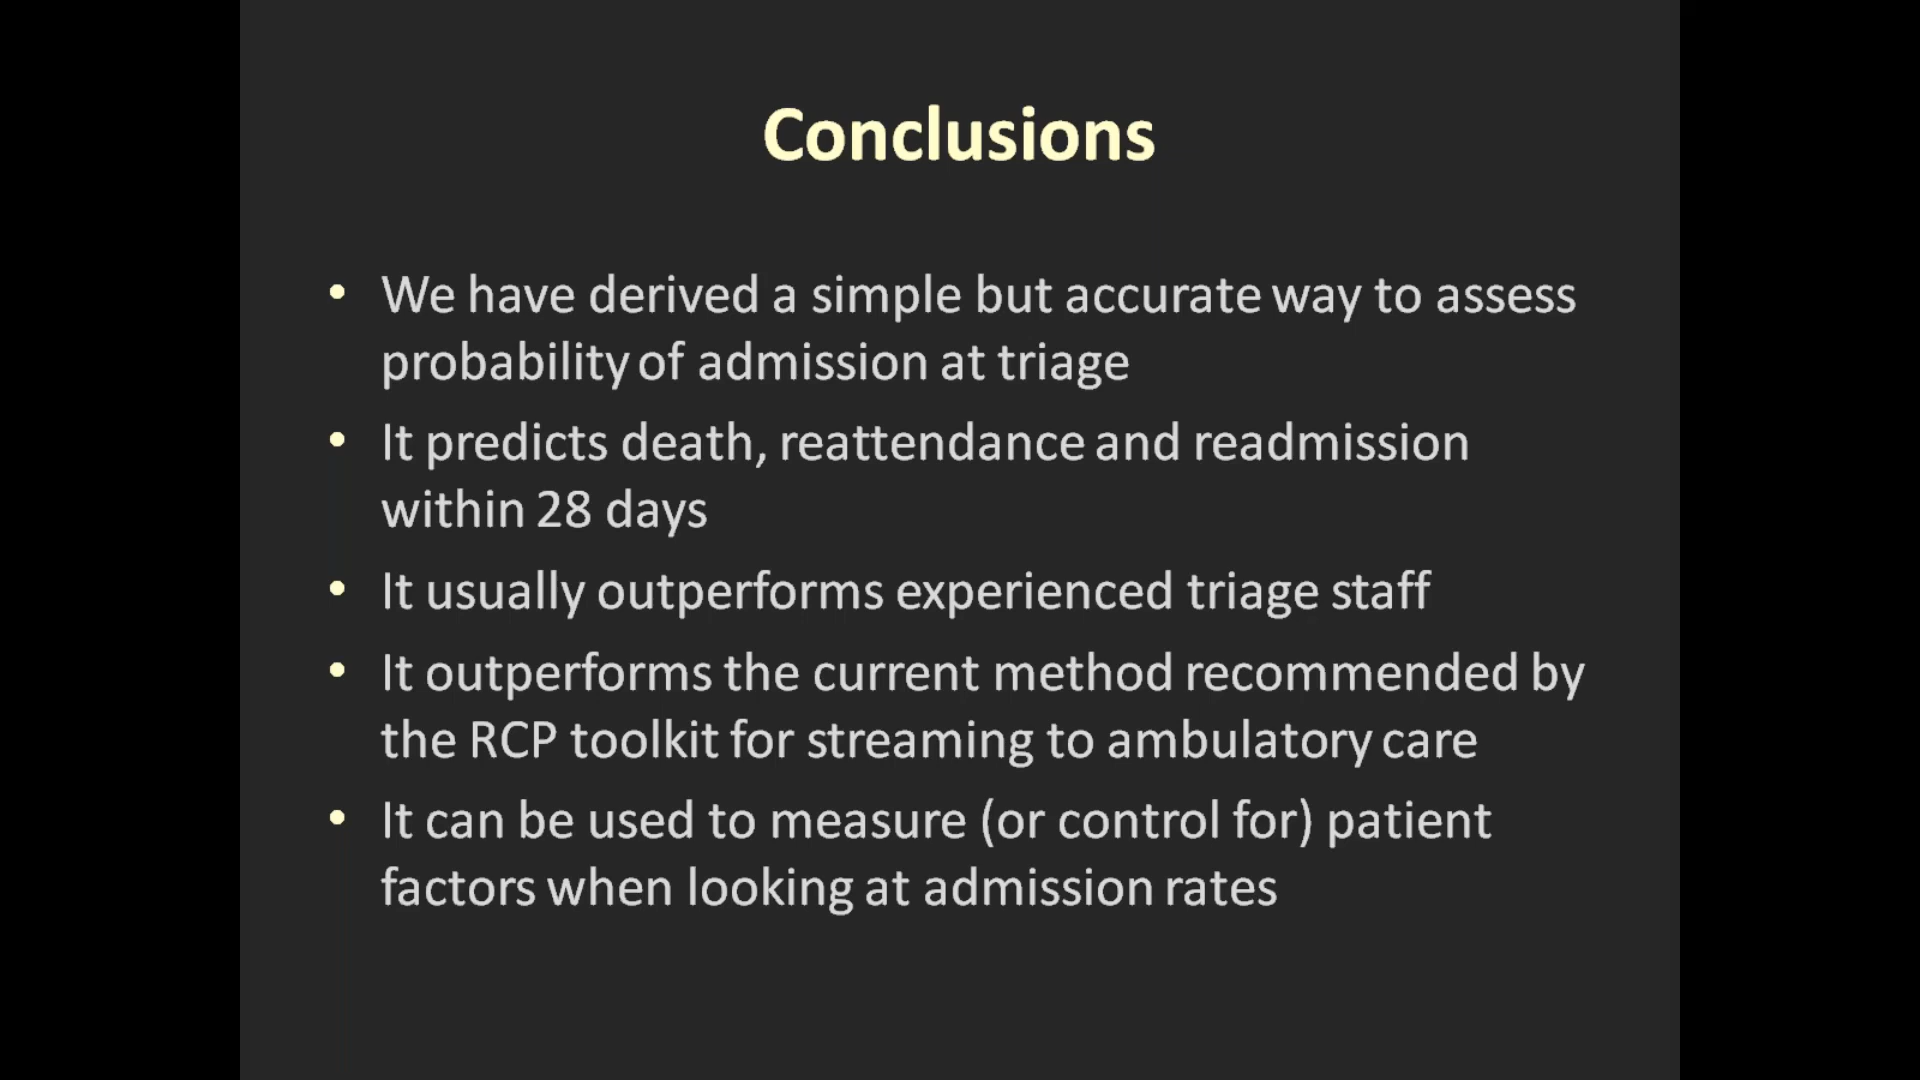 Conclusions
• We have derived a simple but accurate way to assess
probability of admission at triage
• It predicts death, reattendance and readmission
within 28 days
• It usually outperforms experienced triage staff
• It outperforms the current method recommended by
the RCP toolkit for streaming to ambulatory care
• It can be used to measure (or control for) patient
factors when looking at admission rates